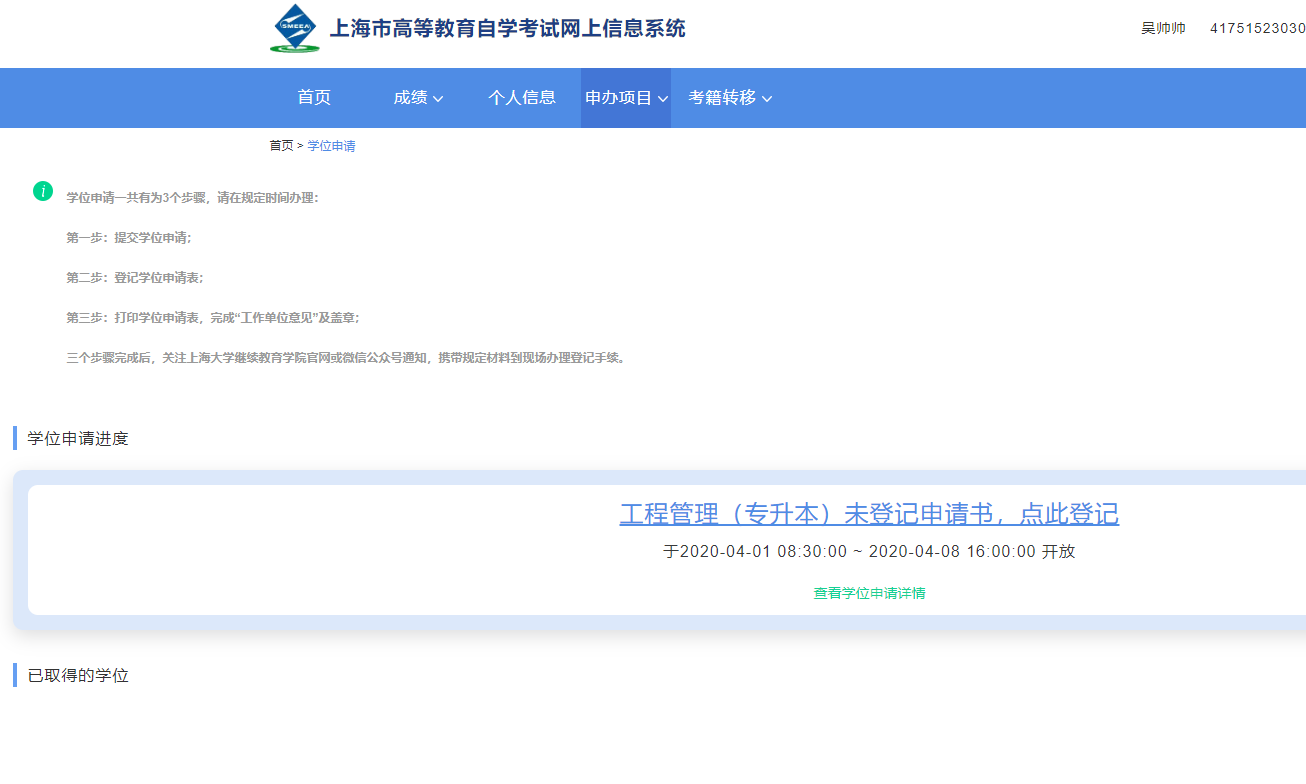 SMEEA
上海市高等教育自学考试网上信息系统
吴帅帅 41751523030
首页 成绩 个人信息 申办项目 考籍转移
首页 > 学位申请
i
学位申请一共有为3个步骤，请在规定时间办理：
第一步：提交学位申请；
第二步：登记学位申请表；
第三步：打印学位申请表，完成“工作单位意见”及盖章；
三个步骤完成后，关注上海大学继续教育学院官网或微信公众号通知，携带规定材料到现场办理登记手续。
学位申请进度
工程管理（专升本）未登记申请书，点此登记
于2020-04-01 08:30:00 ~ 2020-04-08 16:00:00 开放
查看学位申请详情
已取得的学位